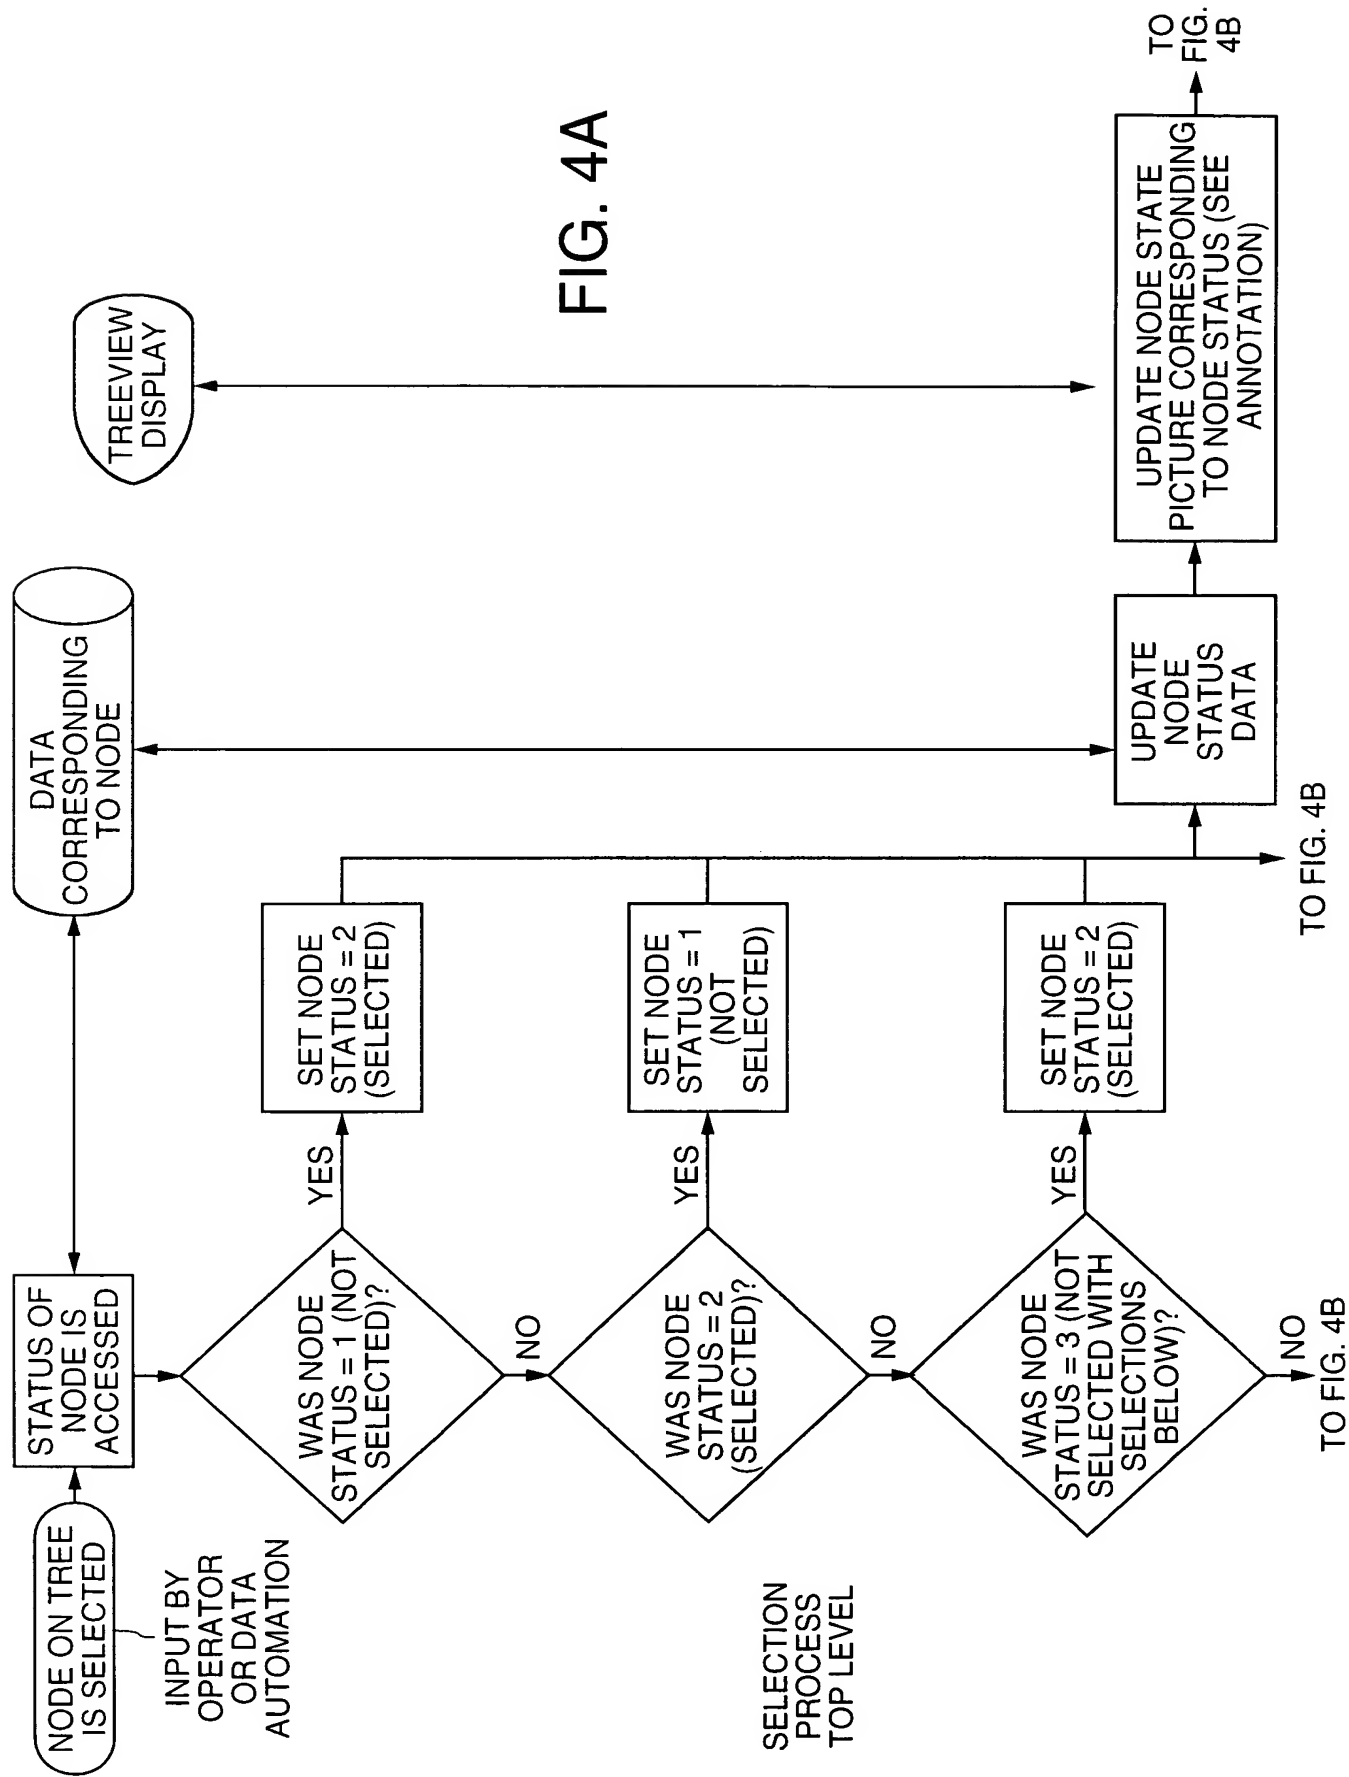 NODE ON TREE
IS SELECTED
INPUT BY
OPERATOR
OR DATA
AUTOMATION
STATUS OF
NODE IS
ACCESSED
DATA
CORRESPONDING
TO NODE
TREEVIEW
DISPLAY
WAS NODE
STATUS = 1 (NOT
SELECTED)?
YES
SET NODE
STATUS = 2
(SELECTED)
NO
WAS NODE
STATUS = 2
(SELECTED)?
YES
SET NODE
STATUS = 1
(NOT
SELECTED)
NO
WAS NODE
STATUS = 3 (NOT
SELECTED WITH
SELECTIONS
BELOW)?
YES
SET NODE
STATUS = 2
(SELECTED)
NO
TO FIG. 4B
TO FIG. 4B
UPDATE
NODE
STATUS
DATA
UPDATE NODE STATE
PICTURE CORRESPONDING
TO NODE STATUS (SEE
ANNOTATION)
TO
FIG.
4B
SELECTION
PROCESS
TOP LEVEL
FIG. 4A